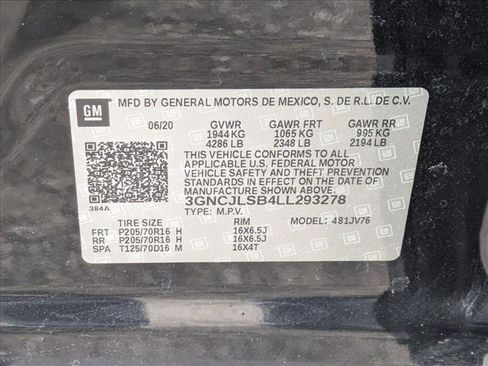 GM MFD BY GENERAL MOTORS DE MEXICO, S. DE R.L. DE C.V.
06/20 GVWR GAWR FRT GAWR RR
1944 KG 1065 KG 995 KG
4286 LB 2348 LB 2194 LB
THIS VEHICLE CONFORMS TO ALL
APPLICABLE U.S. FEDERAL MOTOR
VEHICLE SAFETY AND THEFT PREVENTION
STANDARDS IN EFFECT ON THE DATE OF
MANUFACTURE SHOWN ABOVE.
3GNCJLSB4LL293278
384A TYPE: M.P.V.
TIRE SIZE RIM MODEL: 481JV76
FRT P205/70R16 H 16X6.5J
RR P205/70R16 H 16X6.5J
SPA T125/70D16 M 16X4T